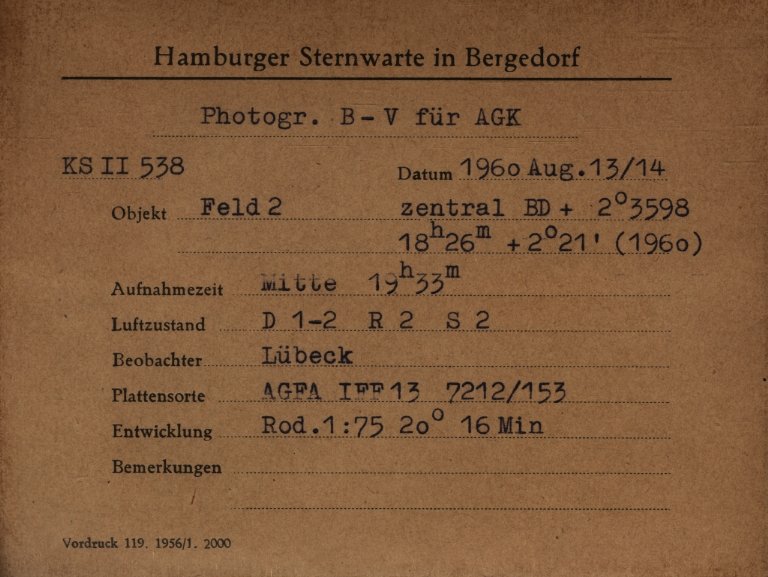 Hamburger Sternwarte in Bergedorf
Photogr. B-V für AGK
KS II 538 Datum 1960 Aug.13/14
Objekt Feld 2 zentral BD + 2°3598
18h26m +2°21' (1960)
Aufnahmezeit Mitte 19h33m
Luftzustand D 1-2 R 2 S 2
Beobachter Lübeck
Plattensorte AGFA IFF13 7212/153
Entwicklung Rod.1:75 20° 16 Min
Bemerkungen
Vordruck 119. 1956/1. 2000